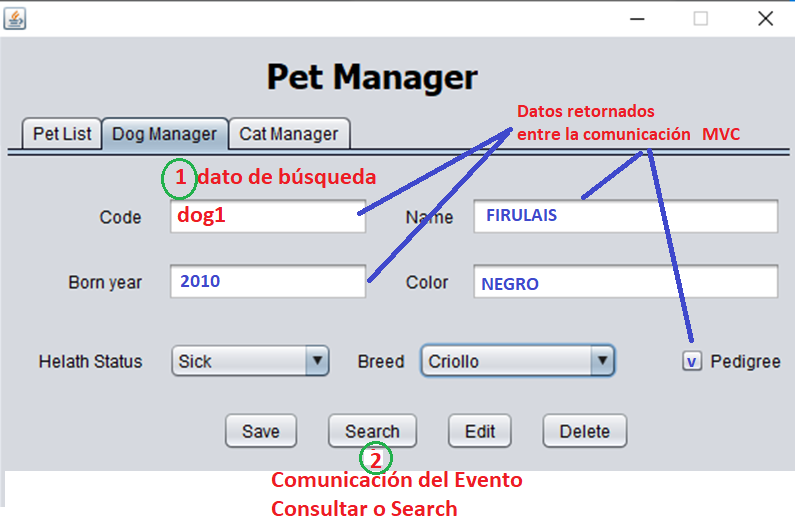 Pet Manager
Datos retornados
entre la comunicación MVC
Pet List Dog Manager Cat Manager
1 dato de búsqueda
Code dog1 Name FIRULAIS
Born year 2010 Color NEGRO
Helath Status Sick Breed Criollo v Pedigree
Save Search Edit Delete
2
Comunicación del Evento
Consultar o Search